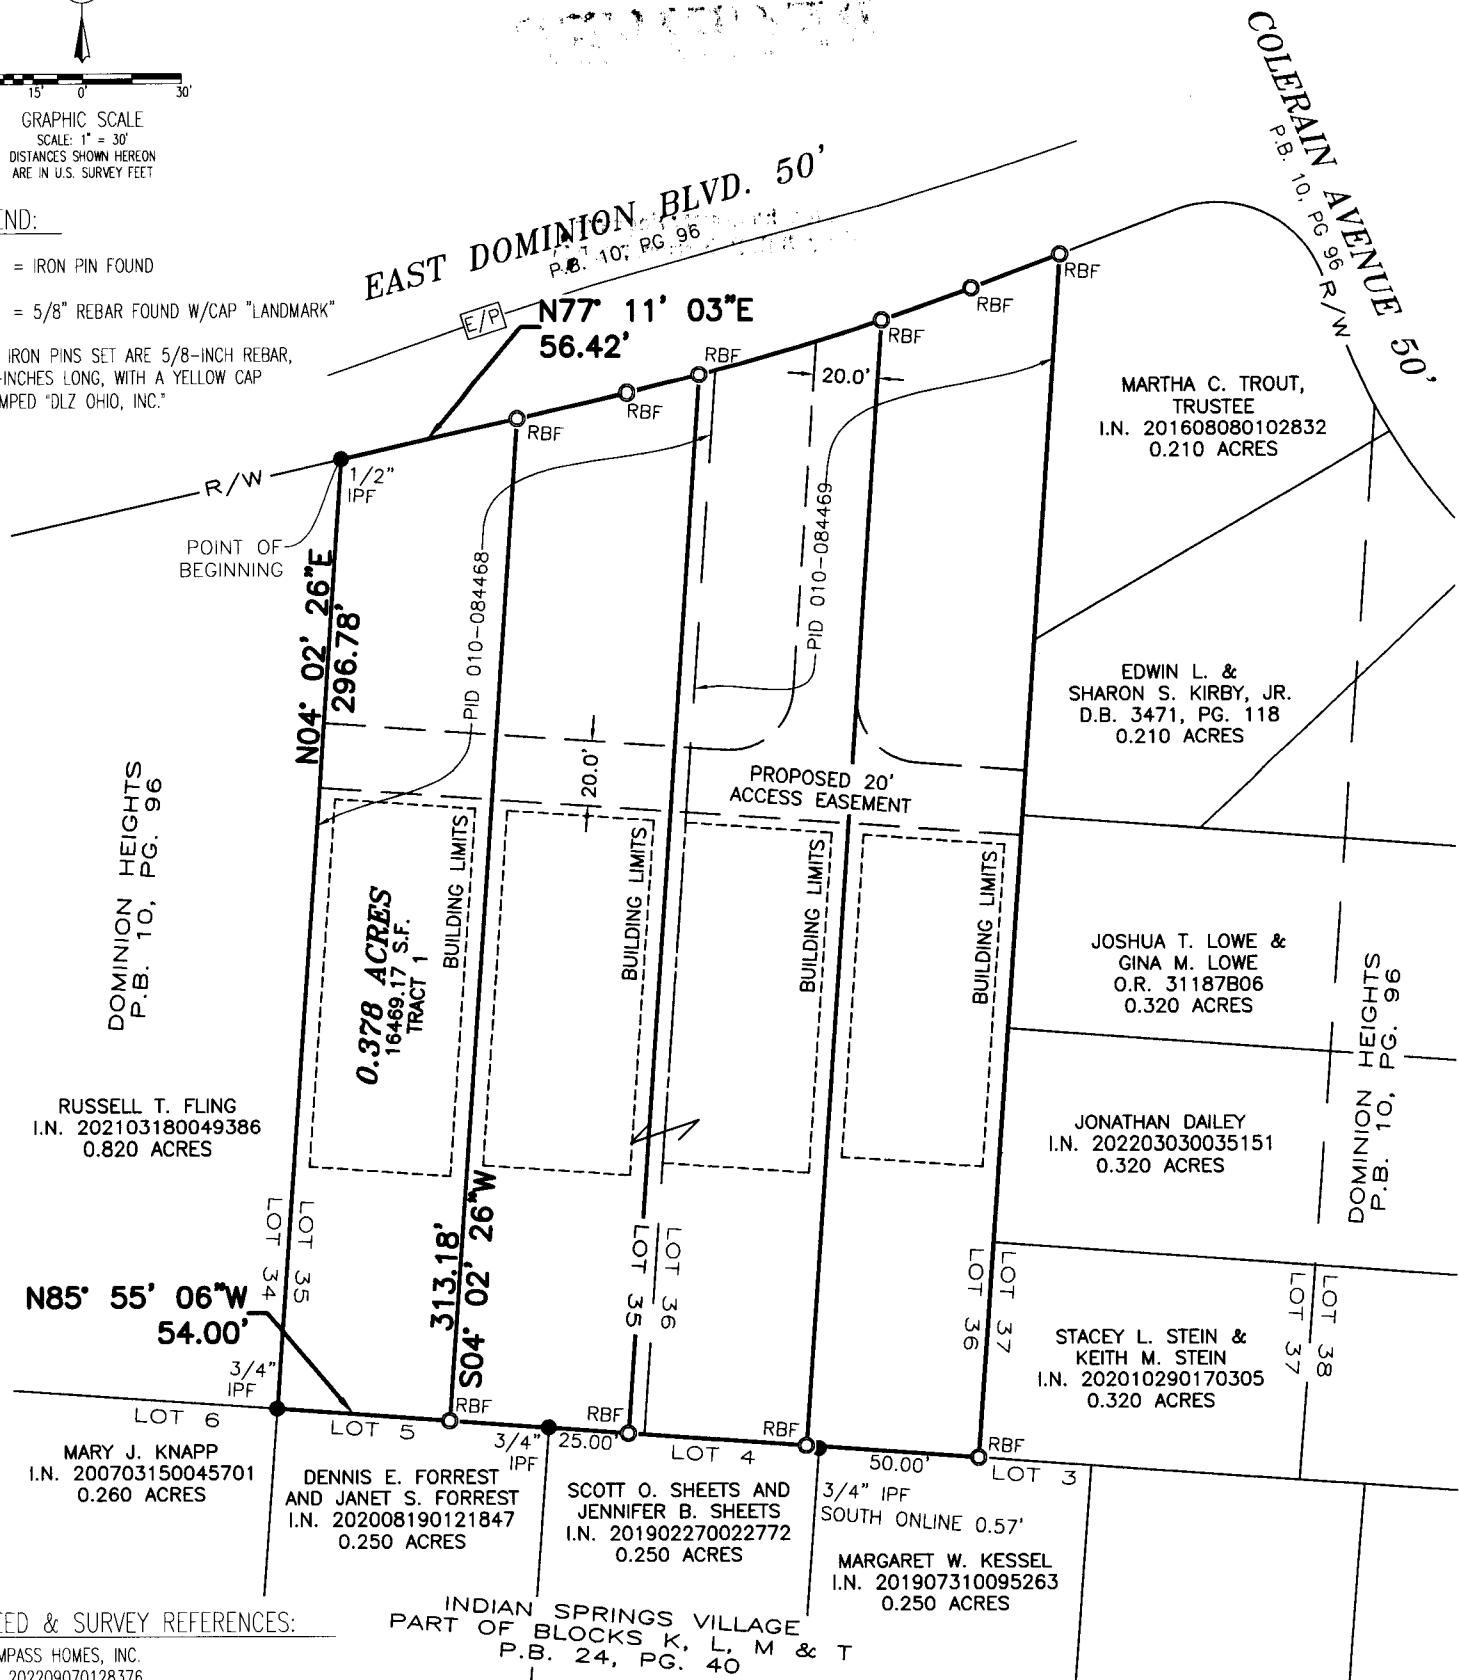 15' 0' 30'
GRAPHIC SCALE
SCALE: 1" = 30'
DISTANCES SHOWN HEREON
ARE IN U.S. SURVEY FEET
END:
= IRON PIN FOUND
= 5/8" REBAR FOUND W/CAP "LANDMARK"
IRON PINS SET ARE 5/8-INCH REBAR,
-INCHES LONG, WITH A YELLOW CAP
MPED "DLZ OHIO, INC."
EAST DOMINION BLVD. 50'
P.B. 10, PG. 96
COLERAIN AVENUE 50'
P.B. 10, PG 96
R/W
E/P
N77° 11' 03"E
56.42'
RBF
RBF
RBF
RBF
RBF
RBF
20.0'
R/W
1/2"
IPF
POINT OF
BEGINNING
N04° 02' 26"E
296.78'
PID 010-084468
PID 010-084469
MARTHA C. TROUT,
TRUSTEE
I.N. 201608080102832
0.210 ACRES
EDWIN L. &
SHARON S. KIRBY, JR.
D.B. 3471, PG. 118
0.210 ACRES
20.0'
PROPOSED 20'
ACCESS EASEMENT
DOMINION HEIGHTS
P.B. 10, PG. 96
0.378 ACRES
16469.17 S.F.
TRACT 1
BUILDING LIMITS
BUILDING LIMITS
BUILDING LIMITS
BUILDING LIMITS
JOSHUA T. LOWE &
GINA M. LOWE
O.R. 31187B06
0.320 ACRES
DOMINION HEIGHTS
P.B. 10, PG. 96
RUSSELL T. FLING
I.N. 202103180049386
0.820 ACRES
JONATHAN DAILEY
I.N. 202203030035151
0.320 ACRES
LOT 34
LOT 35
313.18'
S04° 02' 26"W
LOT 35
LOT 36
LOT 36
LOT 37
LOT 37
LOT 38
N85° 55' 06"W
54.00'
STACEY L. STEIN &
KEITH M. STEIN
I.N. 202010290170305
0.320 ACRES
3/4"
IPF
LOT 6
LOT 5
RBF
3/4"
IPF
25.00'
RBF
LOT 4
RBF
50.00'
RBF
LOT 3
3/4" IPF
SOUTH ONLINE 0.57'
MARY J. KNAPP
I.N. 200703150045701
0.260 ACRES
DENNIS E. FORREST
AND JANET S. FORREST
I.N. 202008190121847
0.250 ACRES
SCOTT O. SHEETS AND
JENNIFER B. SHEETS
I.N. 201902270022772
0.250 ACRES
MARGARET W. KESSEL
I.N. 201907310095263
0.250 ACRES
INDIAN SPRINGS VILLAGE
PART OF BLOCKS K, L, M & T
P.B. 24, PG. 40
EED & SURVEY REFERENCES:
MPASS HOMES, INC.
202209070128376